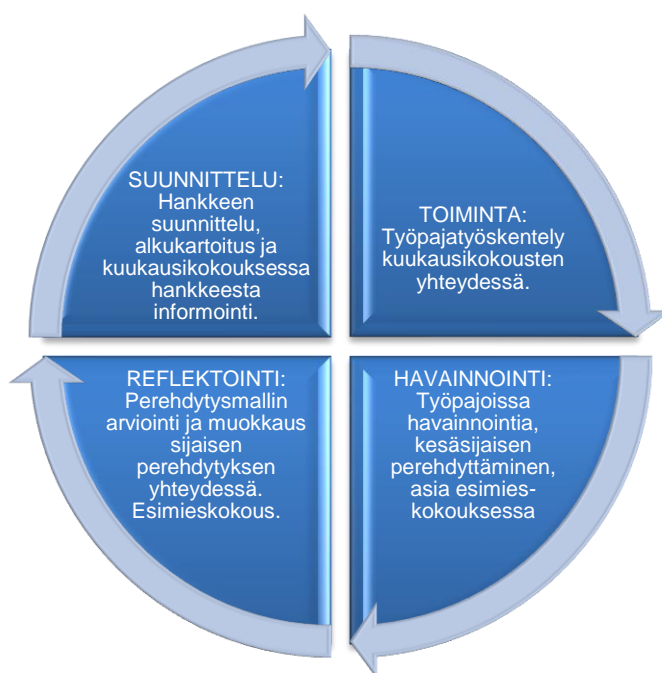 SUUNNITTELU:
Hankkeen
suunnittelu,
alkukartoitus ja
kuukausikokouksessa
hankkeesta
informointi.
TOIMINTA:
Työpajatyöskentely
kuukausikokousten
yhteydessä.
REFLEKTOINTI:
Perehdytysmallin
arviointi ja muokkaus
sijaisen
perehdytyksen
yhteydessä.
Esimieskokous.
HAVAINNOINTI:
Työpajoissa
havainnointia,
kesäsijaisen
perehdyttäminen,
asia esimies-
kokouksessa